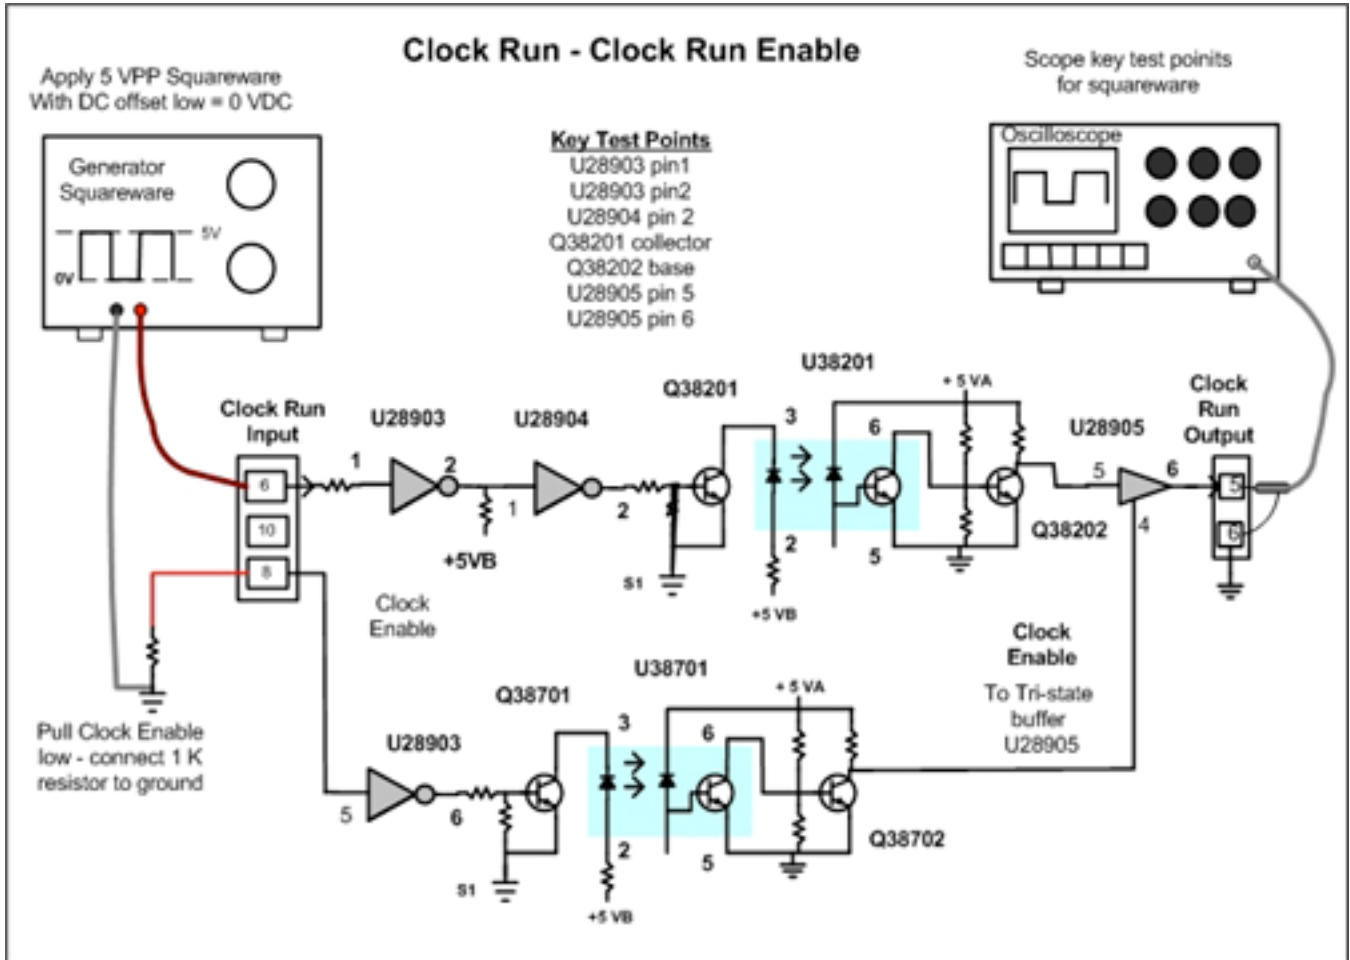 Clock Run - Clock Run Enable
Apply 5 VPP Squareware
With DC offset low = 0 VDC
Generator
Squareware
5V
0V
Key Test Points
U28903 pin1
U28903 pin2
U28904 pin 2
Q38201 collector
Q38202 base
U28905 pin 5
U28905 pin 6
Scope key test poinits
for squareware
Oscilloscope
Clock Run
Input
6
10
8
1
U28903
2
+5VB
U28904
1
2
Q38201
S1
U38201
3
2
+5 VB
6
5
+ 5 VA
Q38202
U28905
5
6
4
Clock
Run
Output
5
6
Clock
Enable
Pull Clock Enable
low - connect 1 K
resistor to ground
U28903
5
6
Q38701
S1
U38701
3
2
+5 VB
6
5
+ 5 VA
Q38702
Clock
Enable
To Tri-state
buffer
U28905